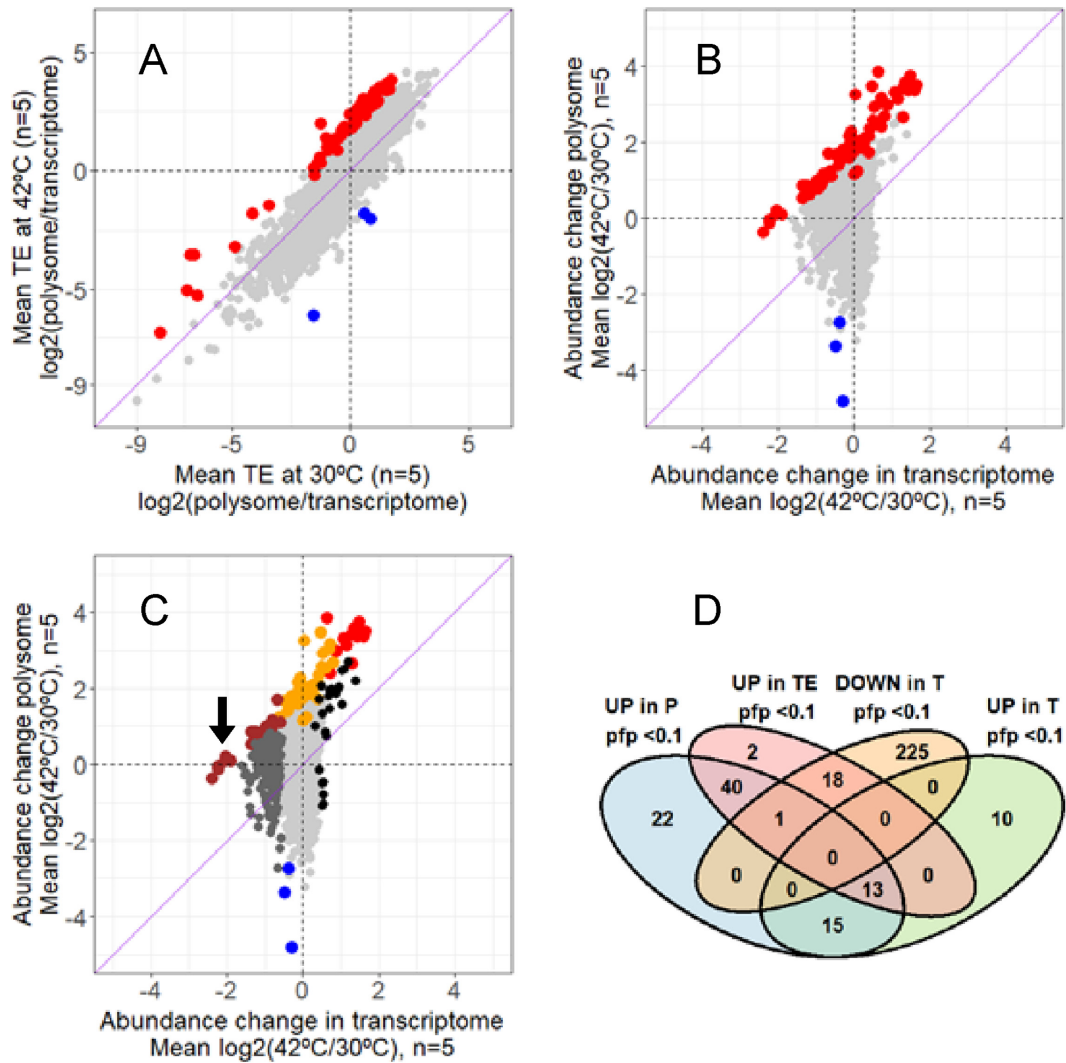 A
Mean TE at 42ºC (n=5)
log2(polysome/transcriptome)
5
0
-5
-9
-9
-5
0
5
Mean TE at 30ºC (n=5)
log2(polysome/transcriptome)
B
Abundance change polysome
Mean log2(42ºC/30ºC), n=5
4
2
0
-2
-4
-4
-2
0
2
4
Abundance change in transcriptome
Mean log2(42ºC/30ºC), n=5
C
Abundance change polysome
Mean log2(42ºC/30ºC), n=5
4
2
0
-2
-4
-4
-2
0
2
4
Abundance change in transcriptome
Mean log2(42ºC/30ºC), n=5
D
UP in TE
pfp <0.1
DOWN in T
pfp <0.1
UP in P
pfp <0.1
UP in T
pfp <0.1
2
225
40
18
0
22
1
0
10
0
0
0
13
0
15